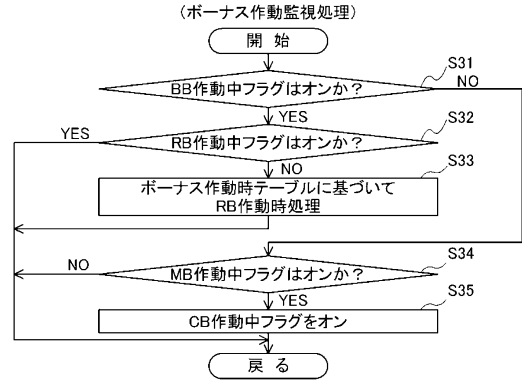 (ボーナス作動監視処理)
開 始
S31
BB作動中フラグはオンか?
NO
YES
S32
YES
RB作動中フラグはオンか?
NO
S33
ボーナス作動時テーブルに基づいて
RB作動時処理
S34
NO
MB作動中フラグはオンか?
YES
S35
CB作動中フラグをオン
戻 る